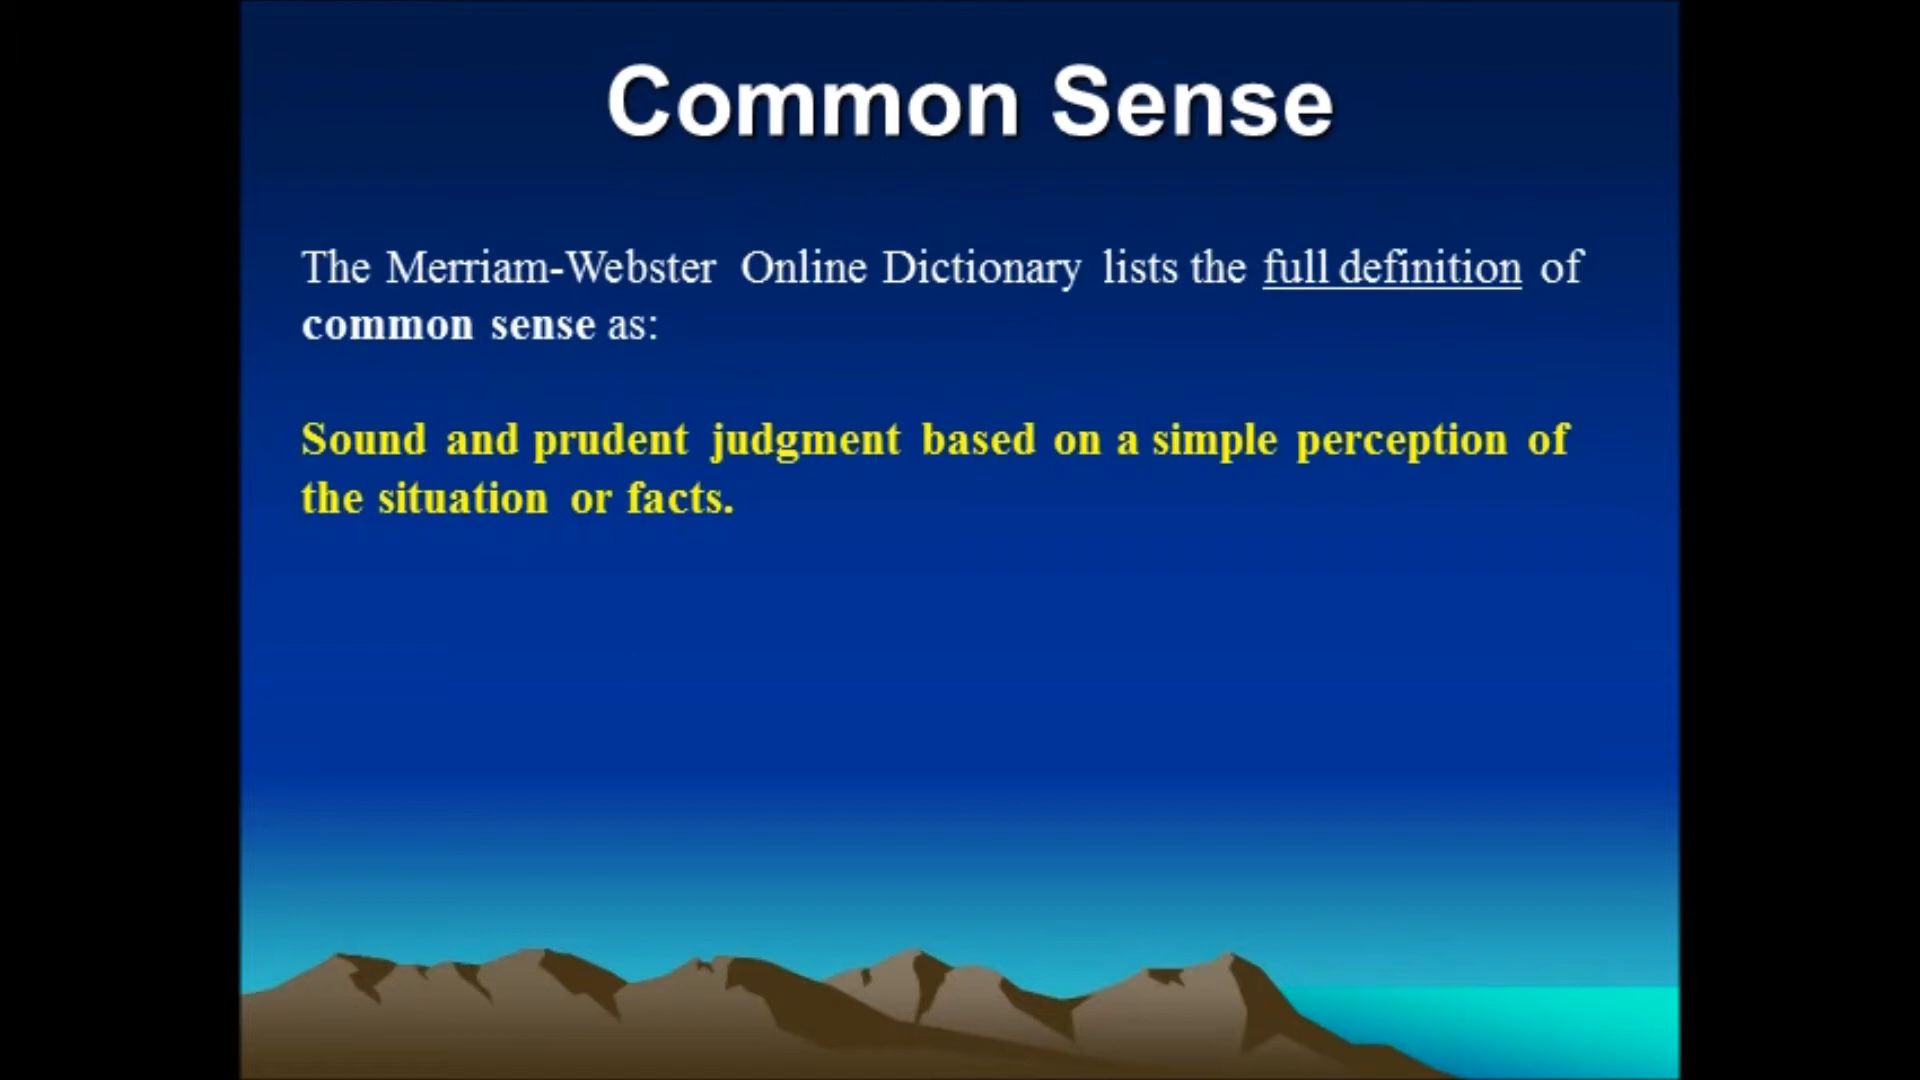 Common Sense
The Merriam-Webster Online Dictionary lists the full definition of
common sense as:
Sound and prudent judgment based on a simple perception of
the situation or facts.